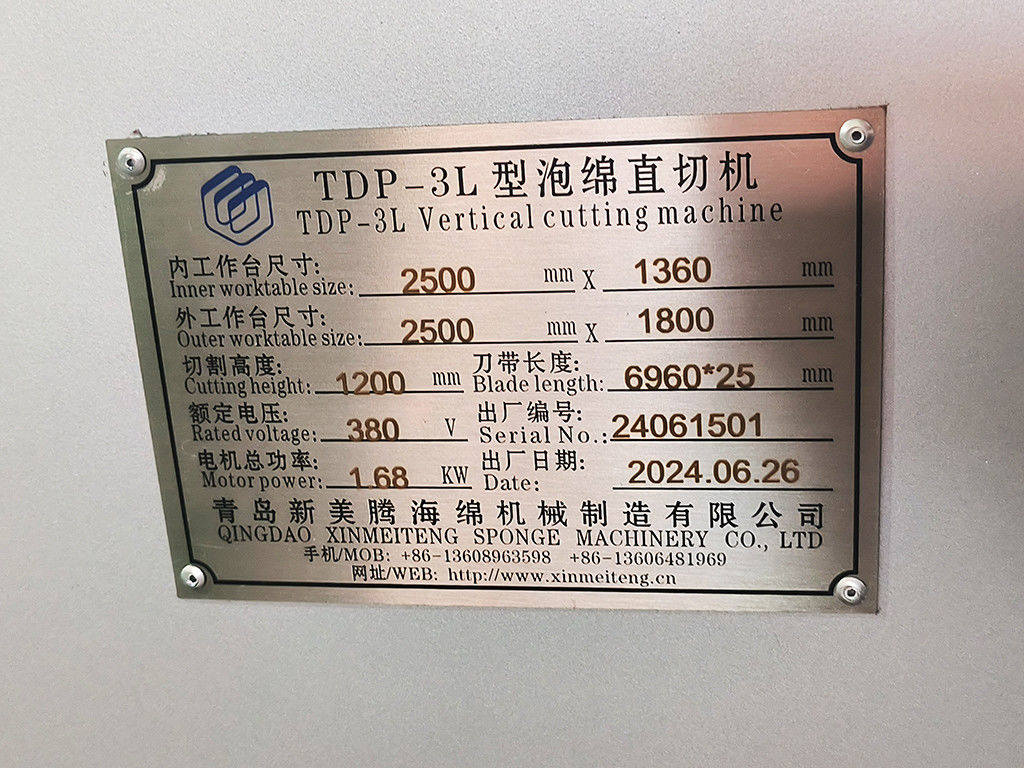 TDP-3L 型泡绵直切机
TDP-3L Vertical cutting machine
内工作台尺寸:
Inner worktable size: 2500 mm X 1360 mm
外工作台尺寸:
Outer worktable size: 2500 mm X 1800 mm
切割高度: 刀带长度:
Cutting height: 1200 mm Blade length: 6960*25 mm
额定电压: 出厂编号:
Rated voltage: 380 V Serial No.: 24061501
电机总功率: 出厂日期:
Motor power: 1.68 KW Date: 2024.06.26
青岛新美腾海绵机械制造有限公司
QINGDAO XINMEITENG SPONGE MACHINERY CO., LTD
手机/MOB: +86-13608963598 +86-13606481969
网址/WEB: http://www.xinmeiteng.cn